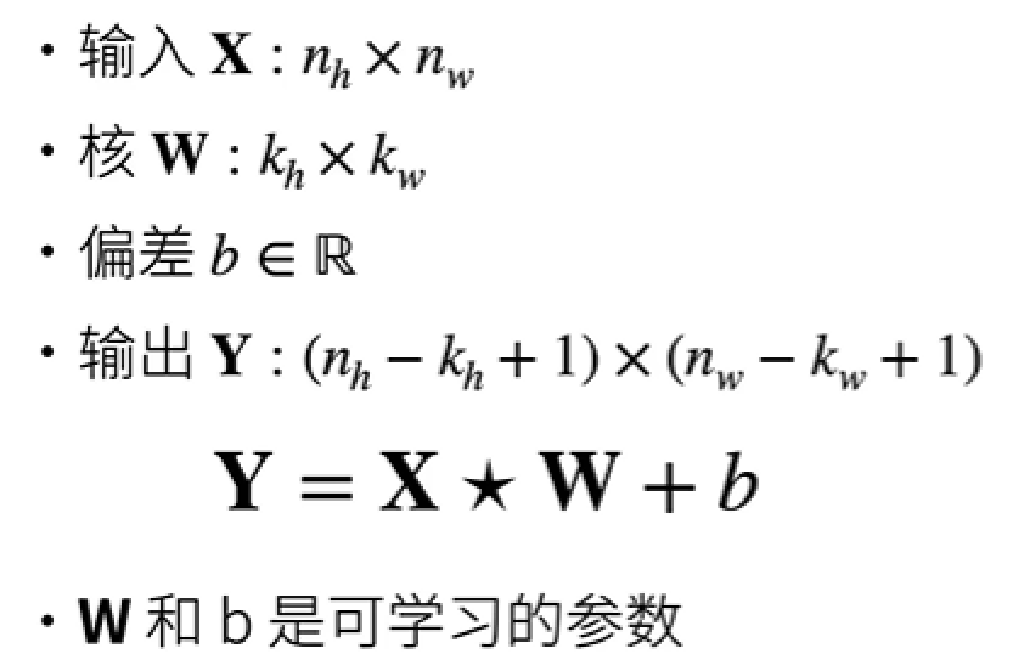 • 输入 X : n_h × n_w
• 核 W : k_h × k_w
• 偏差 b ∈ ℝ
• 输出 Y : (n_h − k_h + 1) × (n_w − k_w + 1)
Y = X ★ W + b
• W 和 b 是可学习的参数